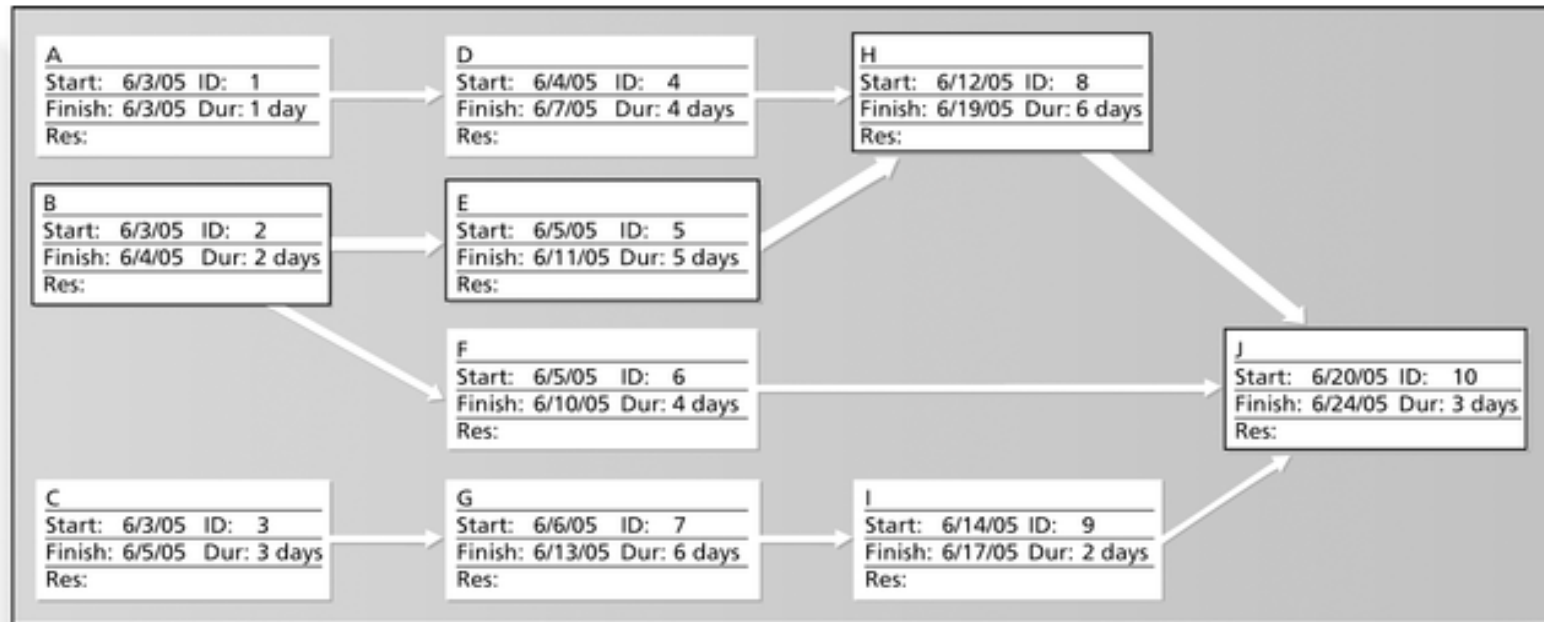 A
Start: 6/3/05 ID: 1
Finish: 6/3/05 Dur: 1 day
Res:
D
Start: 6/4/05 ID: 4
Finish: 6/7/05 Dur: 4 days
Res:
H
Start: 6/12/05 ID: 8
Finish: 6/19/05 Dur: 6 days
Res:
B
Start: 6/3/05 ID: 2
Finish: 6/4/05 Dur: 2 days
Res:
E
Start: 6/5/05 ID: 5
Finish: 6/11/05 Dur: 5 days
Res:
F
Start: 6/5/05 ID: 6
Finish: 6/10/05 Dur: 4 days
Res:
J
Start: 6/20/05 ID: 10
Finish: 6/24/05 Dur: 3 days
Res:
C
Start: 6/3/05 ID: 3
Finish: 6/5/05 Dur: 3 days
Res:
G
Start: 6/6/05 ID: 7
Finish: 6/13/05 Dur: 6 days
Res:
I
Start: 6/14/05 ID: 9
Finish: 6/17/05 Dur: 2 days
Res: